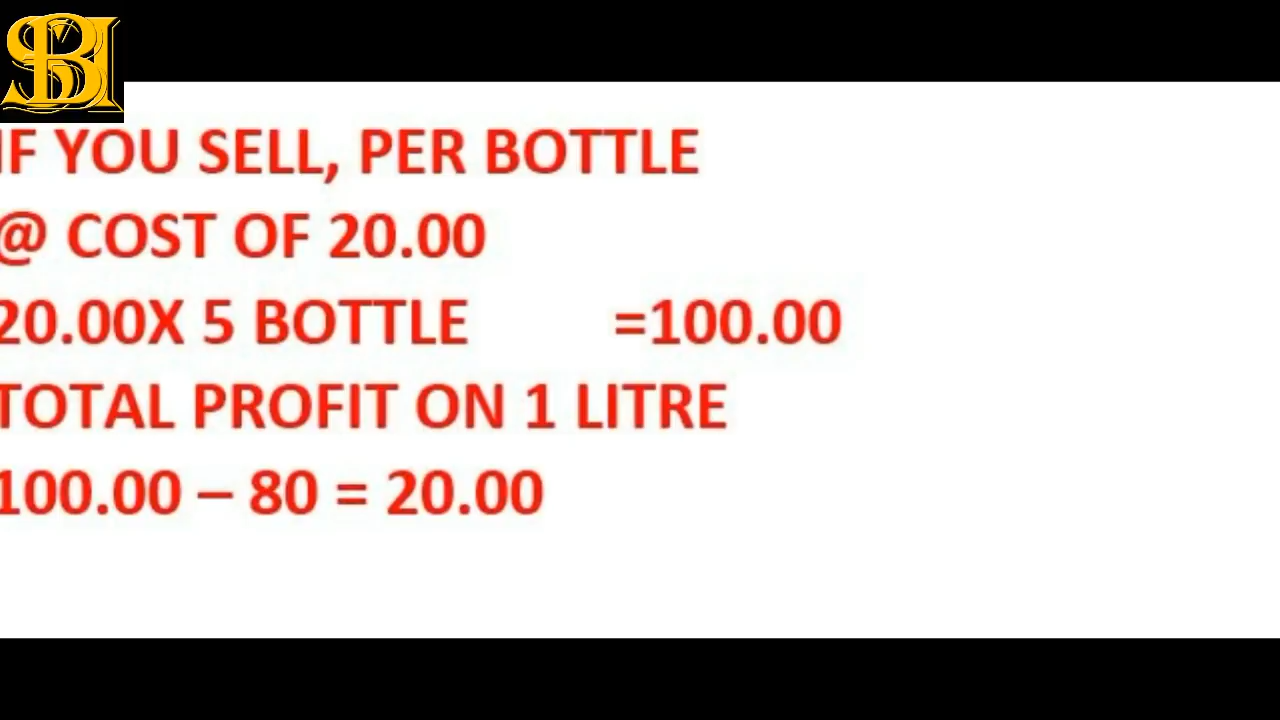 SBI
IF YOU SELL, PER BOTTLE
@ COST OF 20.00
20.00X 5 BOTTLE =100.00
TOTAL PROFIT ON 1 LITRE
100.00 – 80 = 20.00